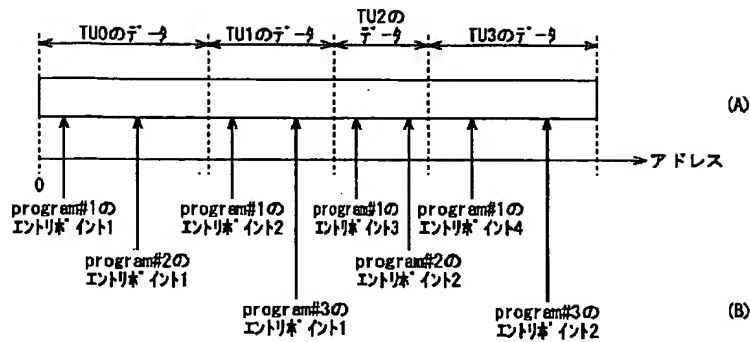 TU0のデータ
TU1のデータ
TU2の
データ
TU3のデータ
(A)
アドレス
0
program#1の
エントリポイント1
program#1の
エントリポイント2
program#1の
エントリポイント3
program#1の
エントリポイント4
program#2の
エントリポイント1
program#2の
エントリポイント2
program#3の
エントリポイント1
program#3の
エントリポイント2
(B)